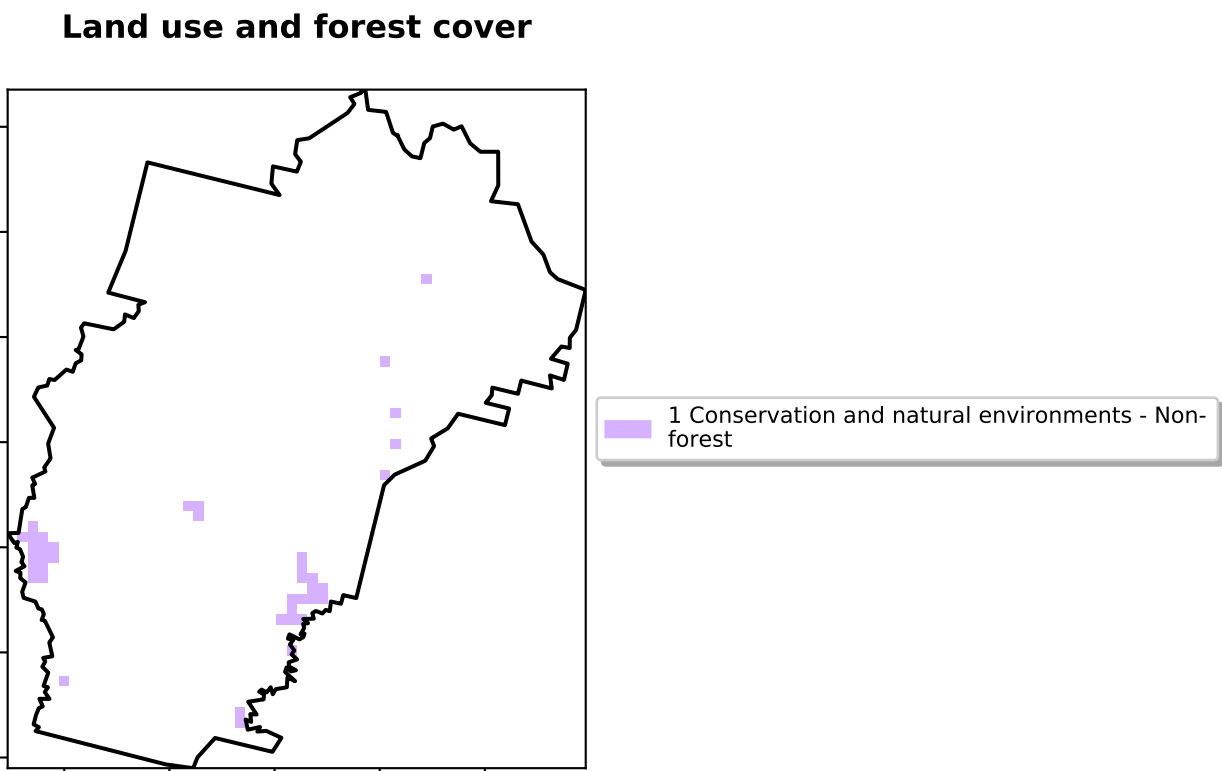 Land use and forest cover
1 Conservation and natural environments - Non-
forest